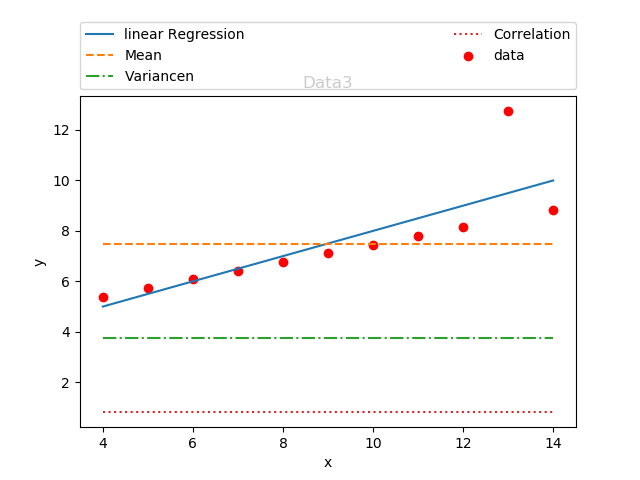 linear Regression
Mean
Variancen
Correlation
data
Data3
12
10
8
6
4
2
y
4 6 8 10 12 14
x